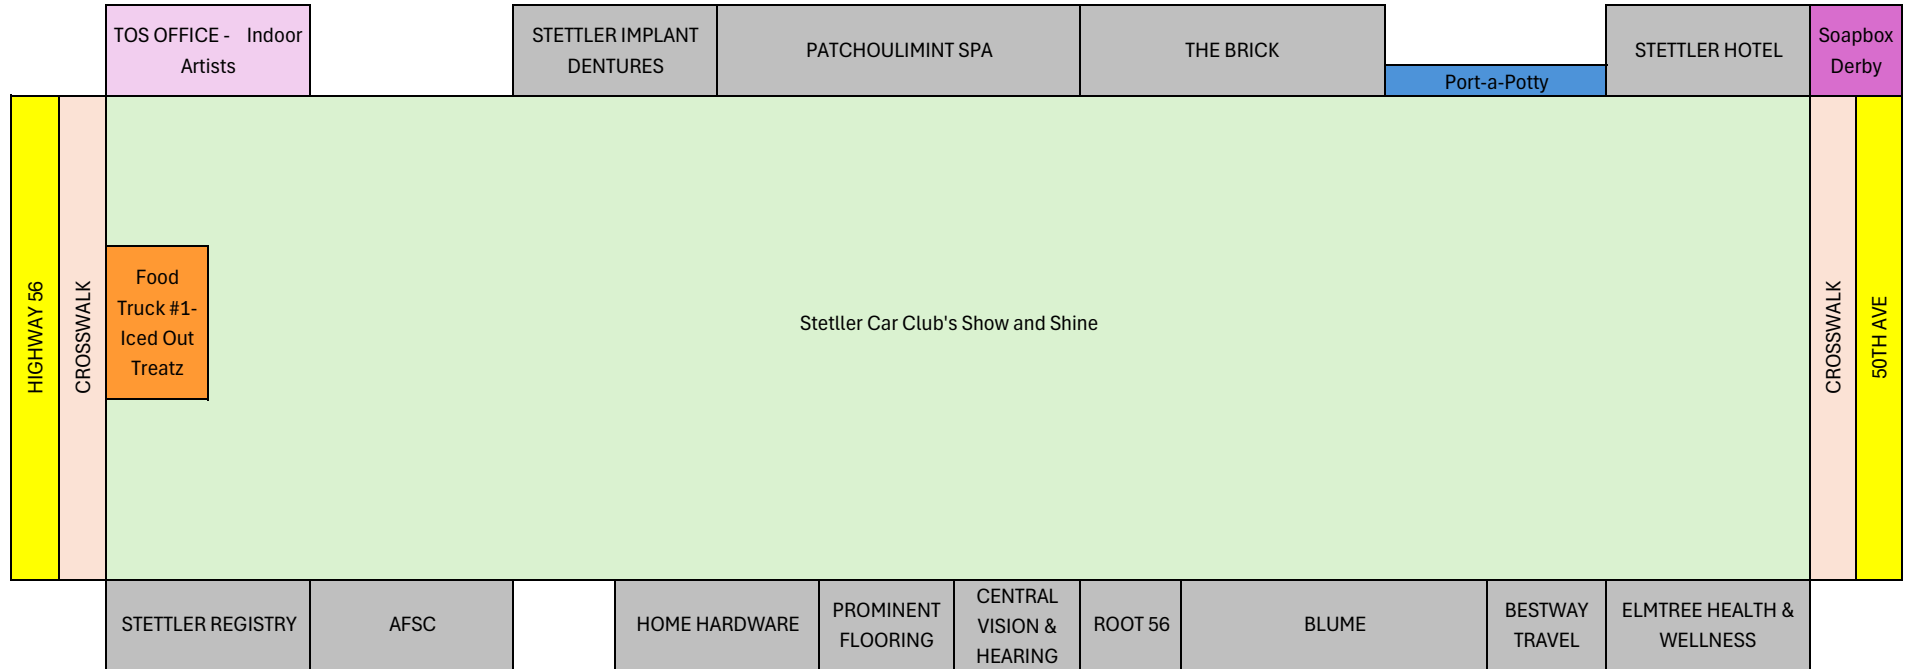 TOS OFFICE - Indoor
Artists
STETTLER IMPLANT
DENTURES
PATCHOULIMINT SPA
THE BRICK
Port-a-Potty
STETTLER HOTEL
Soapbox
Derby
HIGHWAY 56
CROSSWALK
Food
Truck #1-
Iced Out
Treatz
Stetller Car Club's Show and Shine
CROSSWALK
50TH AVE
STETTLER REGISTRY
AFSC
HOME HARDWARE
PROMINENT
FLOORING
CENTRAL
VISION &
HEARING
ROOT 56
BLUME
BESTWAY
TRAVEL
ELMTREE HEALTH &
WELLNESS